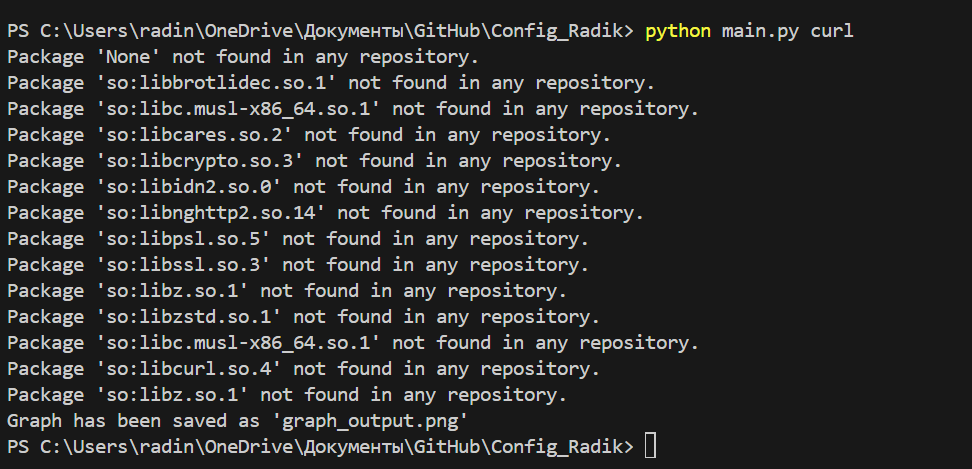 PS C:\Users\radin\OneDrive\Документы\GitHub\Config_Radik> python main.py curl
Package 'None' not found in any repository.
Package 'so:libbrotlidec.so.1' not found in any repository.
Package 'so:libc.musl-x86_64.so.1' not found in any repository.
Package 'so:libcares.so.2' not found in any repository.
Package 'so:libcrypto.so.3' not found in any repository.
Package 'so:libidn2.so.0' not found in any repository.
Package 'so:libnghttp2.so.14' not found in any repository.
Package 'so:libpsl.so.5' not found in any repository.
Package 'so:libssl.so.3' not found in any repository.
Package 'so:libz.so.1' not found in any repository.
Package 'so:libzstd.so.1' not found in any repository.
Package 'so:libc.musl-x86_64.so.1' not found in any repository.
Package 'so:libcurl.so.4' not found in any repository.
Package 'so:libz.so.1' not found in any repository.
Graph has been saved as 'graph_output.png'
PS C:\Users\radin\OneDrive\Документы\GitHub\Config_Radik>